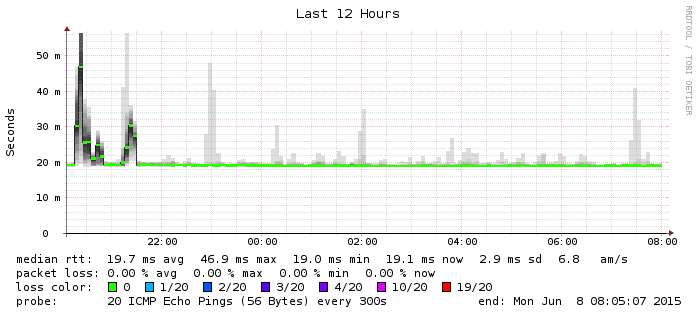 Last 12 Hours
RRDTOOL / TOBI OETIKER
Seconds
50 m
40 m
30 m
20 m
10 m
0
22:00 00:00 02:00 04:00 06:00 08:00
median rtt: 19.7 ms avg 46.9 ms max 19.0 ms min 19.1 ms now 2.9 ms sd 6.8 am/s
packet loss: 0.00 % avg 0.00 % max 0.00 % min 0.00 % now
loss color: 0 1/20 2/20 3/20 4/20 10/20 19/20
probe: 20 ICMP Echo Pings (56 Bytes) every 300s end: Mon Jun 8 08:05:07 2015